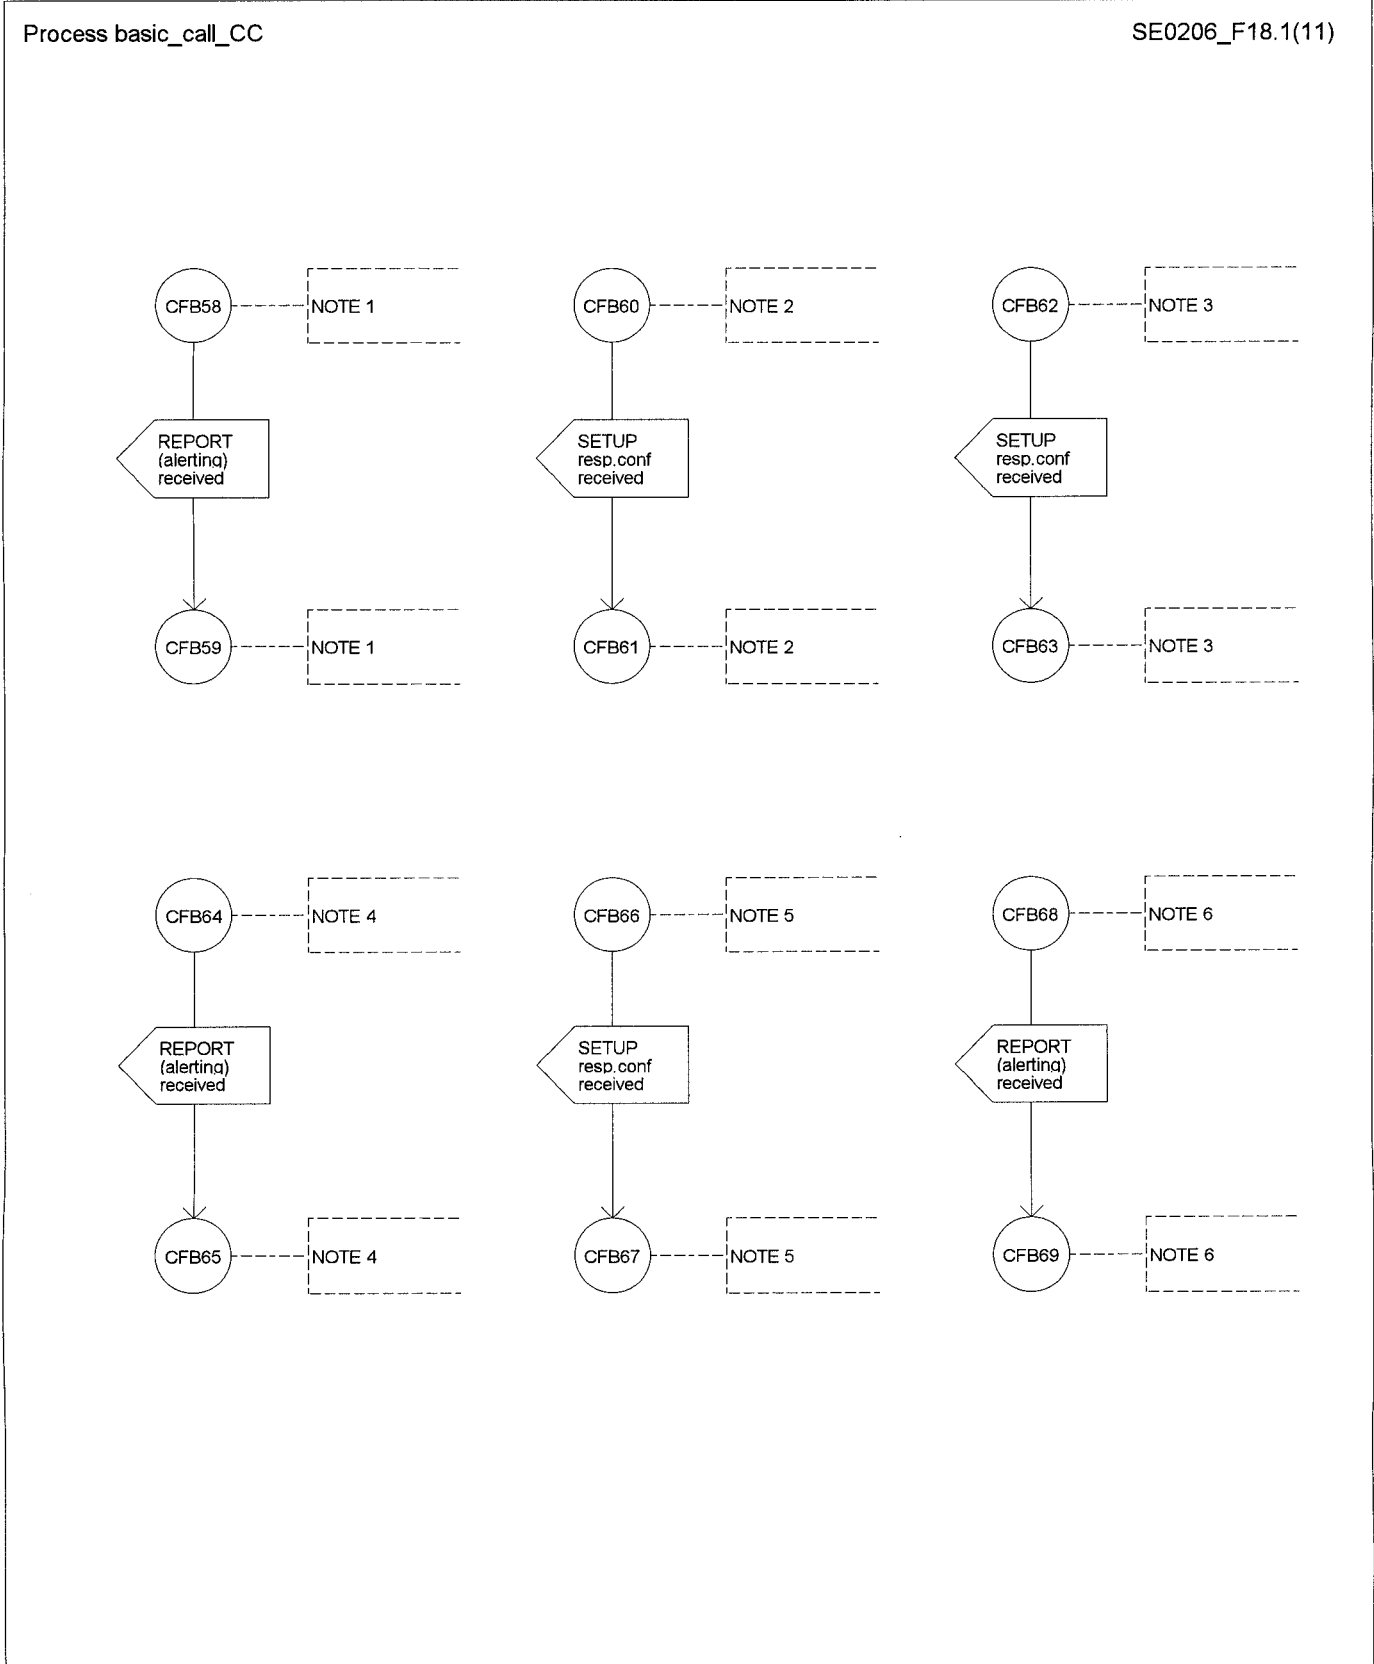 Process basic_call_CC
SE0206_F18.1(11)
CFB58
NOTE 1
CFB60
NOTE 2
CFB62
NOTE 3
REPORT
(alerting)
received
SETUP
resp.conf
received
SETUP
resp.conf
received
CFB59
NOTE 1
CFB61
NOTE 2
CFB63
NOTE 3
CFB64
NOTE 4
CFB66
NOTE 5
CFB68
NOTE 6
REPORT
(alerting)
received
SETUP
resp.conf
received
REPORT
(alerting)
received
CFB65
NOTE 4
CFB67
NOTE 5
CFB69
NOTE 6